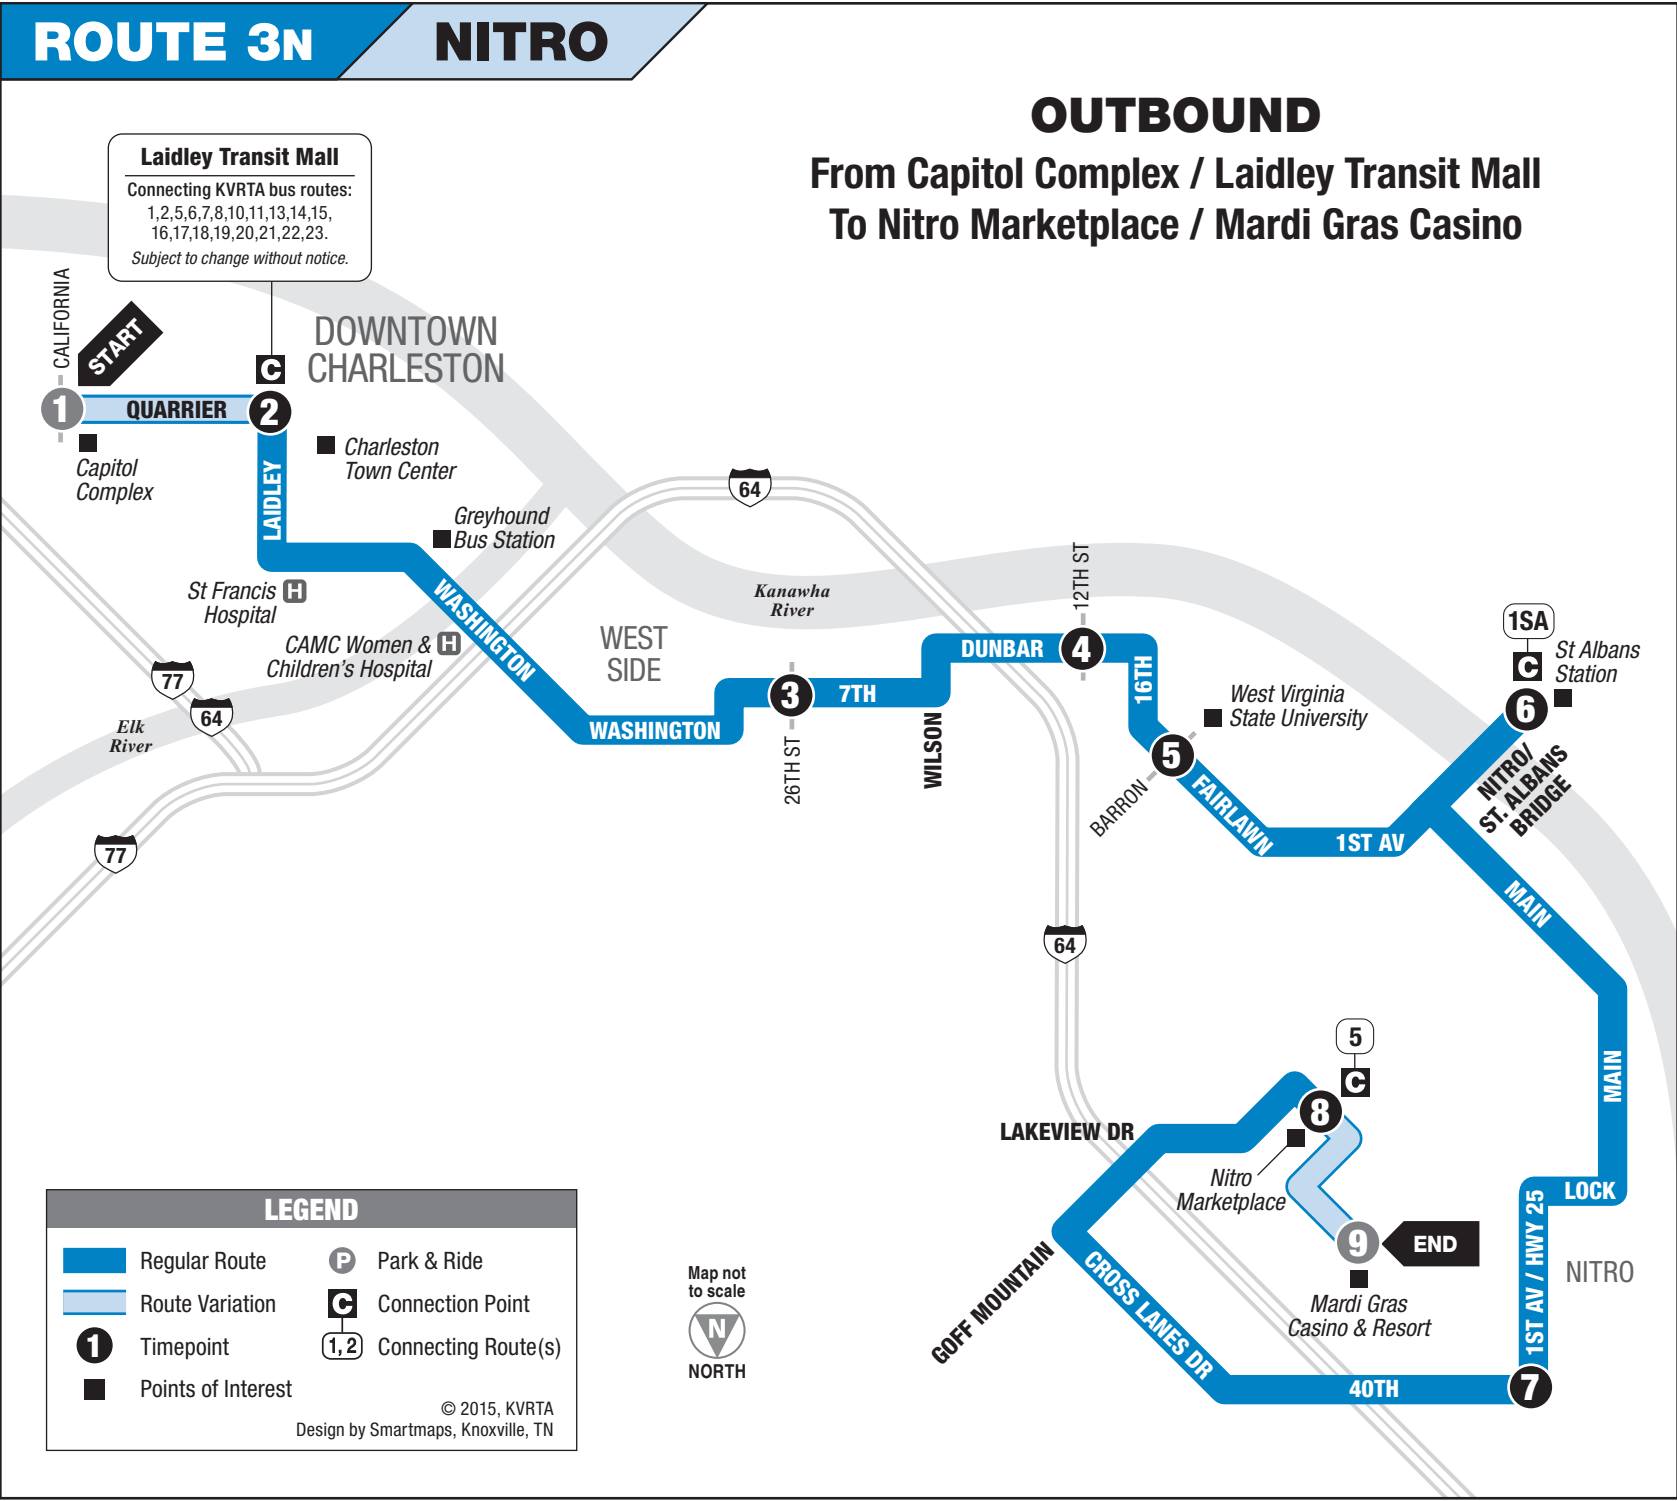 ROUTE 3N
NITRO
OUTBOUND
From Capitol Complex / Laidley Transit Mall
To Nitro Marketplace / Mardi Gras Casino
Laidley Transit Mall
Connecting KVRTA bus routes:
1,2,5,6,7,8,10,11,13,14,15,
16,17,18,19,20,21,22,23.
Subject to change without notice.
CALIFORNIA
START
C
DOWNTOWN
CHARLESTON
1
QUARRIER
2
Capitol
Complex
LAIDLEY
Charleston
Town Center
Greyhound
Bus Station
64
St Francis H
Hospital
CAMC Women & H
Children's Hospital
WASHINGTON
WEST
SIDE
Kanawha
River
77
64
Elk
River
77
WASHINGTON
3
26TH ST
7TH
WILSON
DUNBAR
4
12TH ST
16TH
West Virginia
State University
5
BARRON
FAIRLAWN
1ST AV
1SA
C
St Albans
Station
6
NITRO/
ST. ALBANS
BRIDGE
MAIN
64
MAIN
5
C
8
LAKEVIEW DR
Nitro
Marketplace
LOCK
1ST AV / HWY 25
NITRO
9
END
Mardi Gras
Casino & Resort
GOFF MOUNTAIN
CROSS LANES DR
40TH
7
LEGEND
Regular Route
P
Park & Ride
Route Variation
C
Connection Point
1
Timepoint
1, 2
Connecting Route(s)
Points of Interest
© 2015, KVRTA
Design by Smartmaps, Knoxville, TN
Map not
to scale
N
NORTH